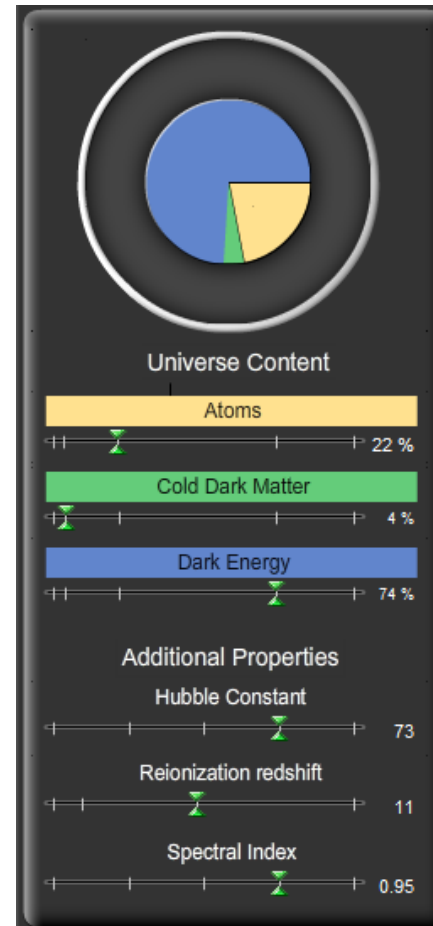 Universe Content
Atoms
22 %
Cold Dark Matter
4 %
Dark Energy
74 %
Additional Properties
Hubble Constant
73
Reionization redshift
11
Spectral Index
0.95